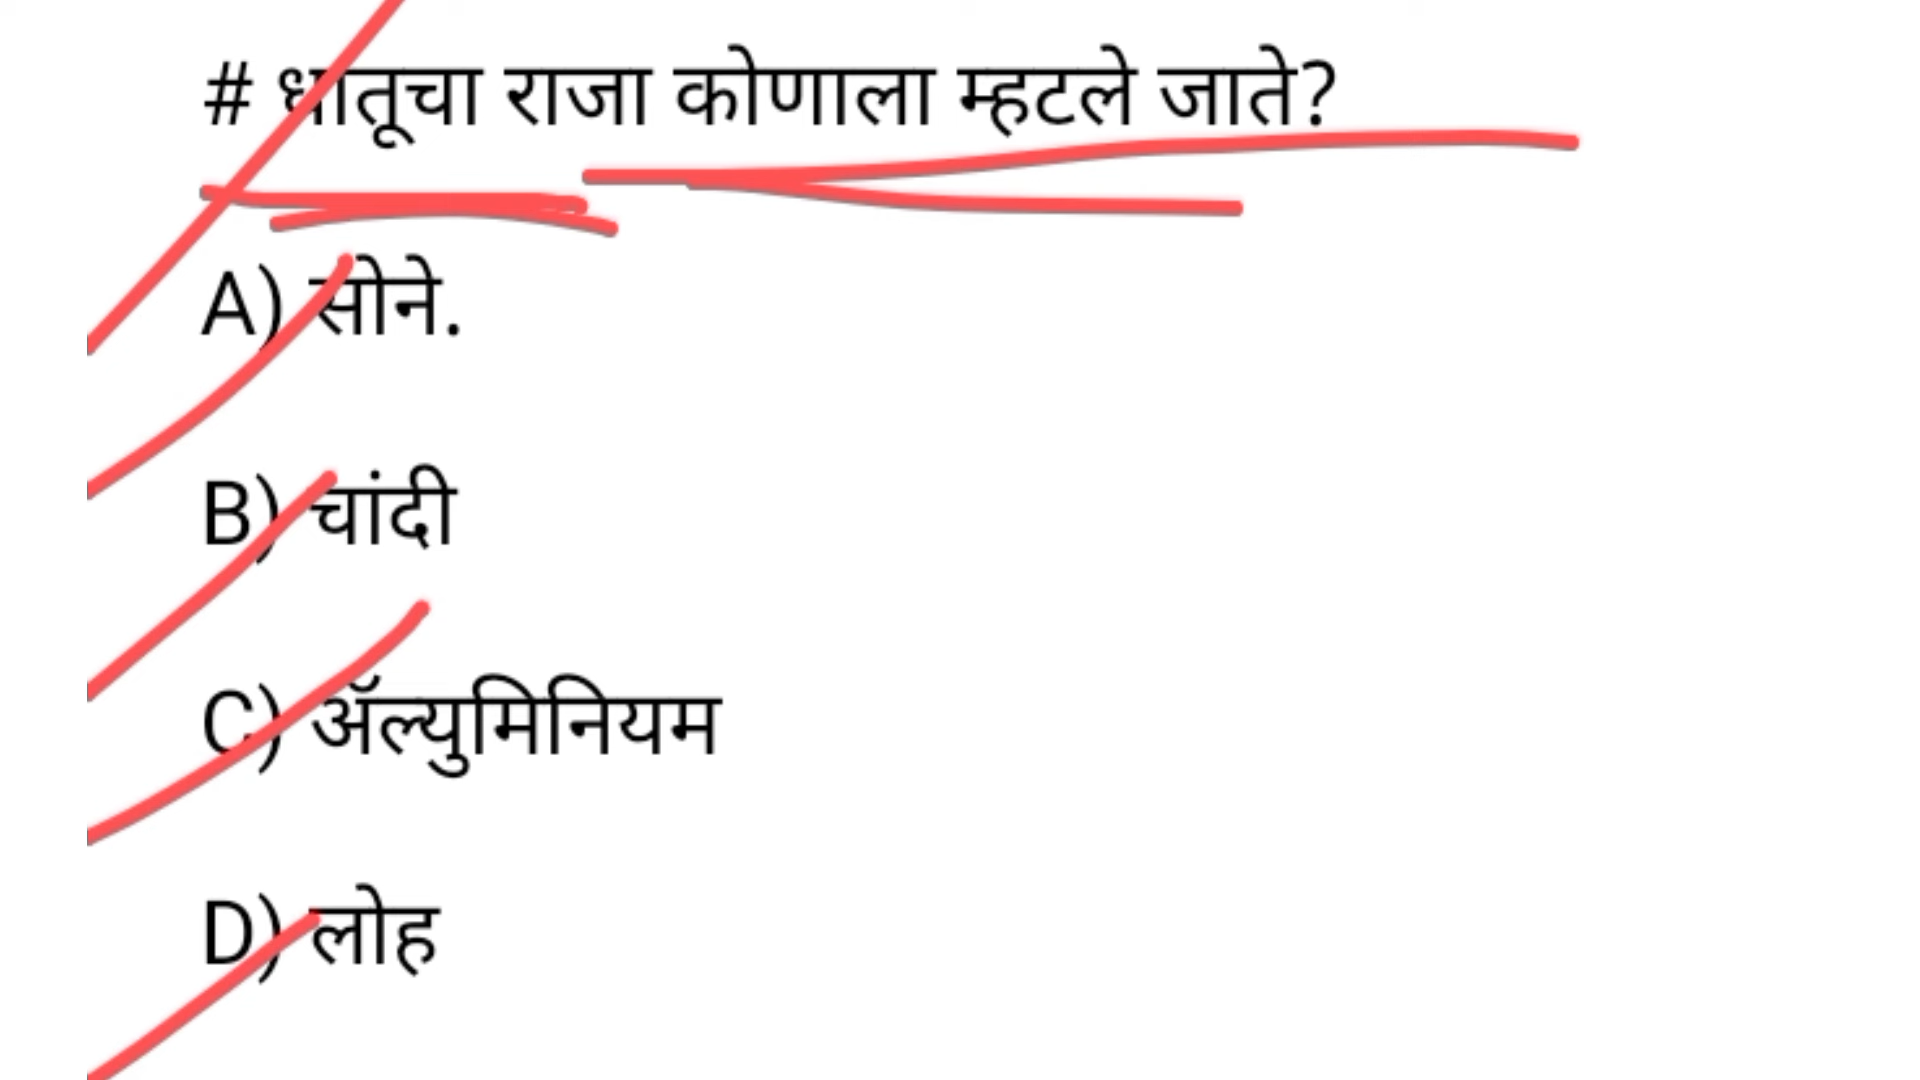 # धातूचा राजा कोणाला म्हटले जाते?
A) सोने.
B) चांदी
C) ॲल्युमिनियम
D) लोह